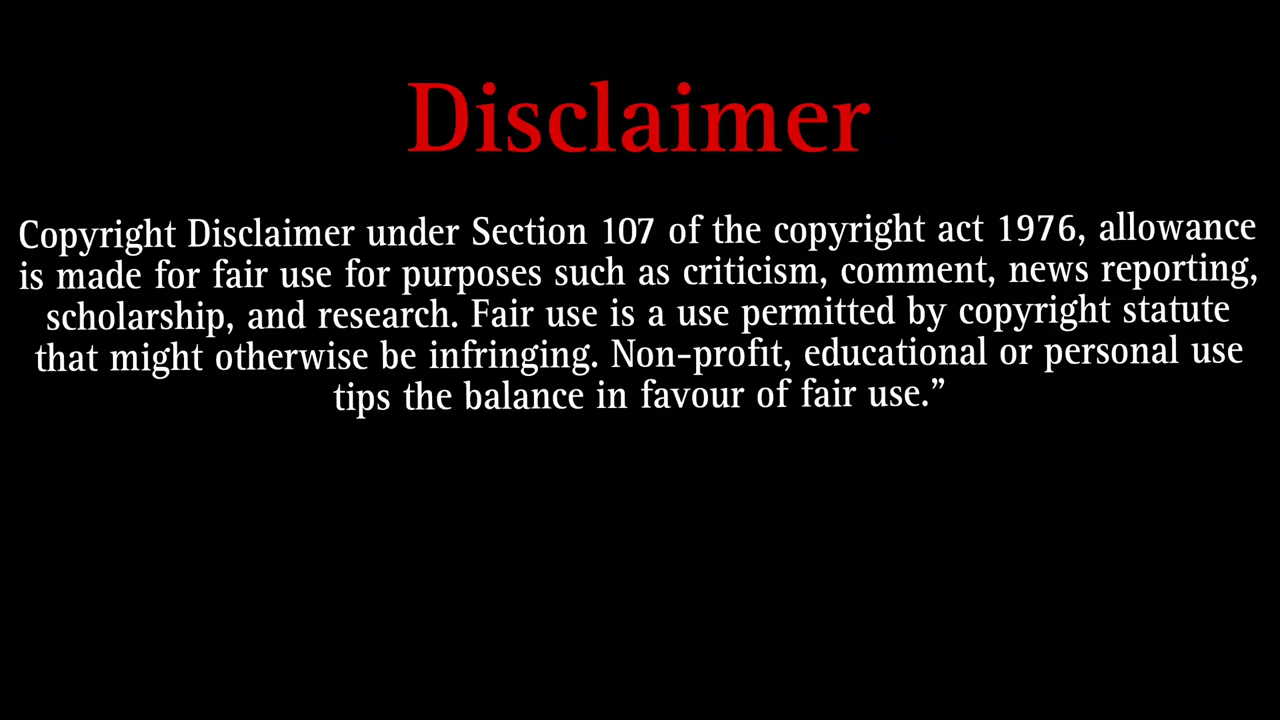 Disclaimer
Copyright Disclaimer under Section 107 of the copyright act 1976, allowance
is made for fair use for purposes such as criticism, comment, news reporting,
scholarship, and research. Fair use is a use permitted by copyright statute
that might otherwise be infringing. Non-profit, educational or personal use
tips the balance in favour of fair use.”